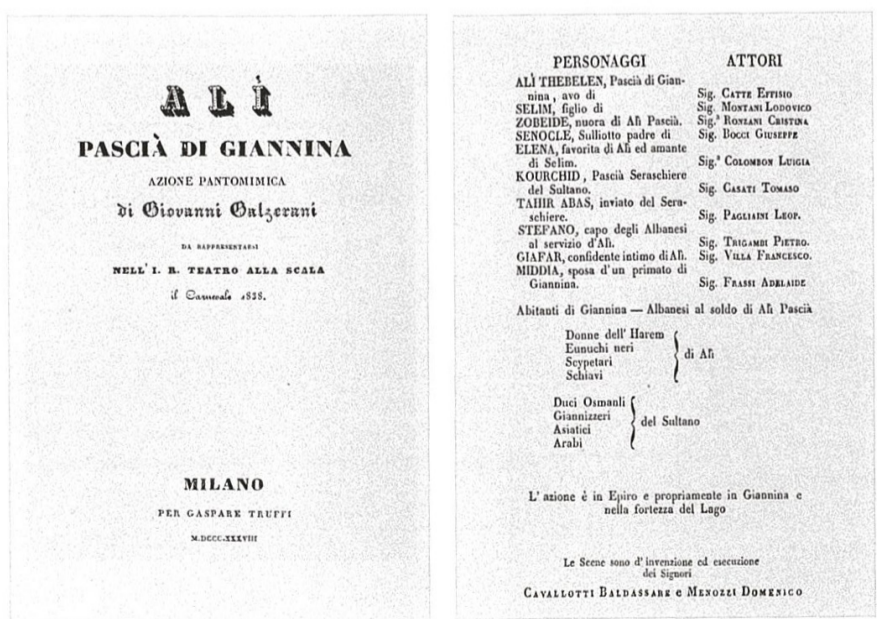 ALÌ
PASCIÀ DI GIANNINA
AZIONE PANTOMIMICA
di Giovanni Galzerani
DA RAPPRESENTARSI
NELL' I. R. TEATRO ALLA SCALA
il Carnevale 1838.
MILANO
PER GASPARE TRUFFI
M.DCCC.XXXVIII
PERSONAGGI ATTORI
ALÌ THEBELEN, Pascià di Gian-
nina, avo di Sig. CATTE EFFISIO
SELIM, figlio di Sig. MONTANI LODOVICO
ZOBEIDE, nuora di Alì Pascià. Sig.ª RONZANI CRISTINA
SENOCLE, Sulliotto padre di Sig. BOCCI GIUSEPPE
ELENA, favorita di Alì ed amante
di Selim. Sig.ª COLOMBON LUIGIA
KOURCHID, Pascià Seraschiere
del Sultano. Sig. CASATI TOMASO
TAHIR ABAS, inviato del Sera-
schiere. Sig. PAGLIAINI LEOP.
STEFANO, capo degli Albanesi
al servizio d'Alì. Sig. TRIGAMBI PIETRO.
GIAFAR, confidente intimo di Alì. Sig. VILLA FRANCESCO.
MIDDIA, sposa d'un primato di
Giannina. Sig. FRASSI ADELAIDE
Abitanti di Giannina — Albanesi al soldo di Alì Pascià
Donne dell' Harem
Eunuchi neri
Scypetari
Schiavi
di Alì
Duci Osmanli
Giannizzeri
Asiatici
Arabi
del Sultano
L' azione è in Epiro e propriamente in Giannina e
nella fortezza del Lago
Le Scene sono d' invenzione ed esecuzione
dei Signori
CAVALLOTTI BALDASSARE e MENOZZI DOMENICO